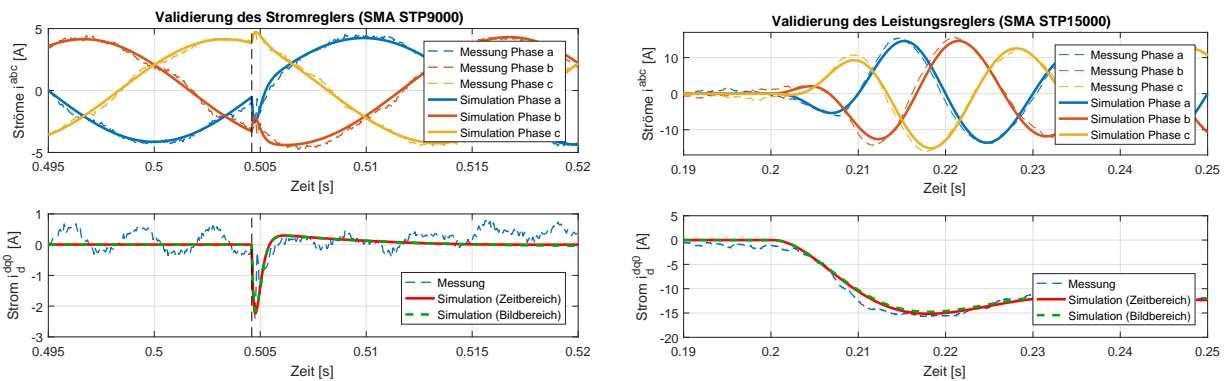 Validierung des Stromreglers (SMA STP9000)
5
0
-5
Ströme i^abc [A]
Messung Phase a
Messung Phase b
Messung Phase c
Simulation Phase a
Simulation Phase b
Simulation Phase c
0.495 0.5 0.505 0.51 0.515 0.52
Zeit [s]
1
0
-1
-2
-3
Strom i_d^dq0 [A]
Messung
Simulation (Zeitbereich)
Simulation (Bildbereich)
0.495 0.5 0.505 0.51 0.515 0.52
Zeit [s]
Validierung des Leistungsreglers (SMA STP15000)
10
0
-10
Ströme i^abc [A]
Messung Phase a
Messung Phase b
Messung Phase c
Simulation Phase a
Simulation Phase b
Simulation Phase c
0.19 0.2 0.21 0.22 0.23 0.24 0.25
Zeit [s]
5
0
-5
-10
-15
-20
Strom i_d^dq0 [A]
Messung
Simulation (Zeitbereich)
Simulation (Bildbereich)
0.19 0.2 0.21 0.22 0.23 0.24 0.25
Zeit [s]